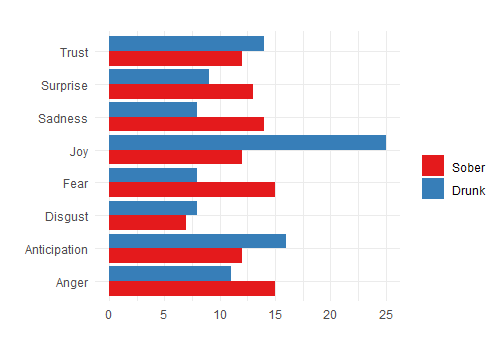 Trust
Surprise
Sadness
Joy
Fear
Disgust
Anticipation
Anger
0 5 10 15 20 25
Sober
Drunk